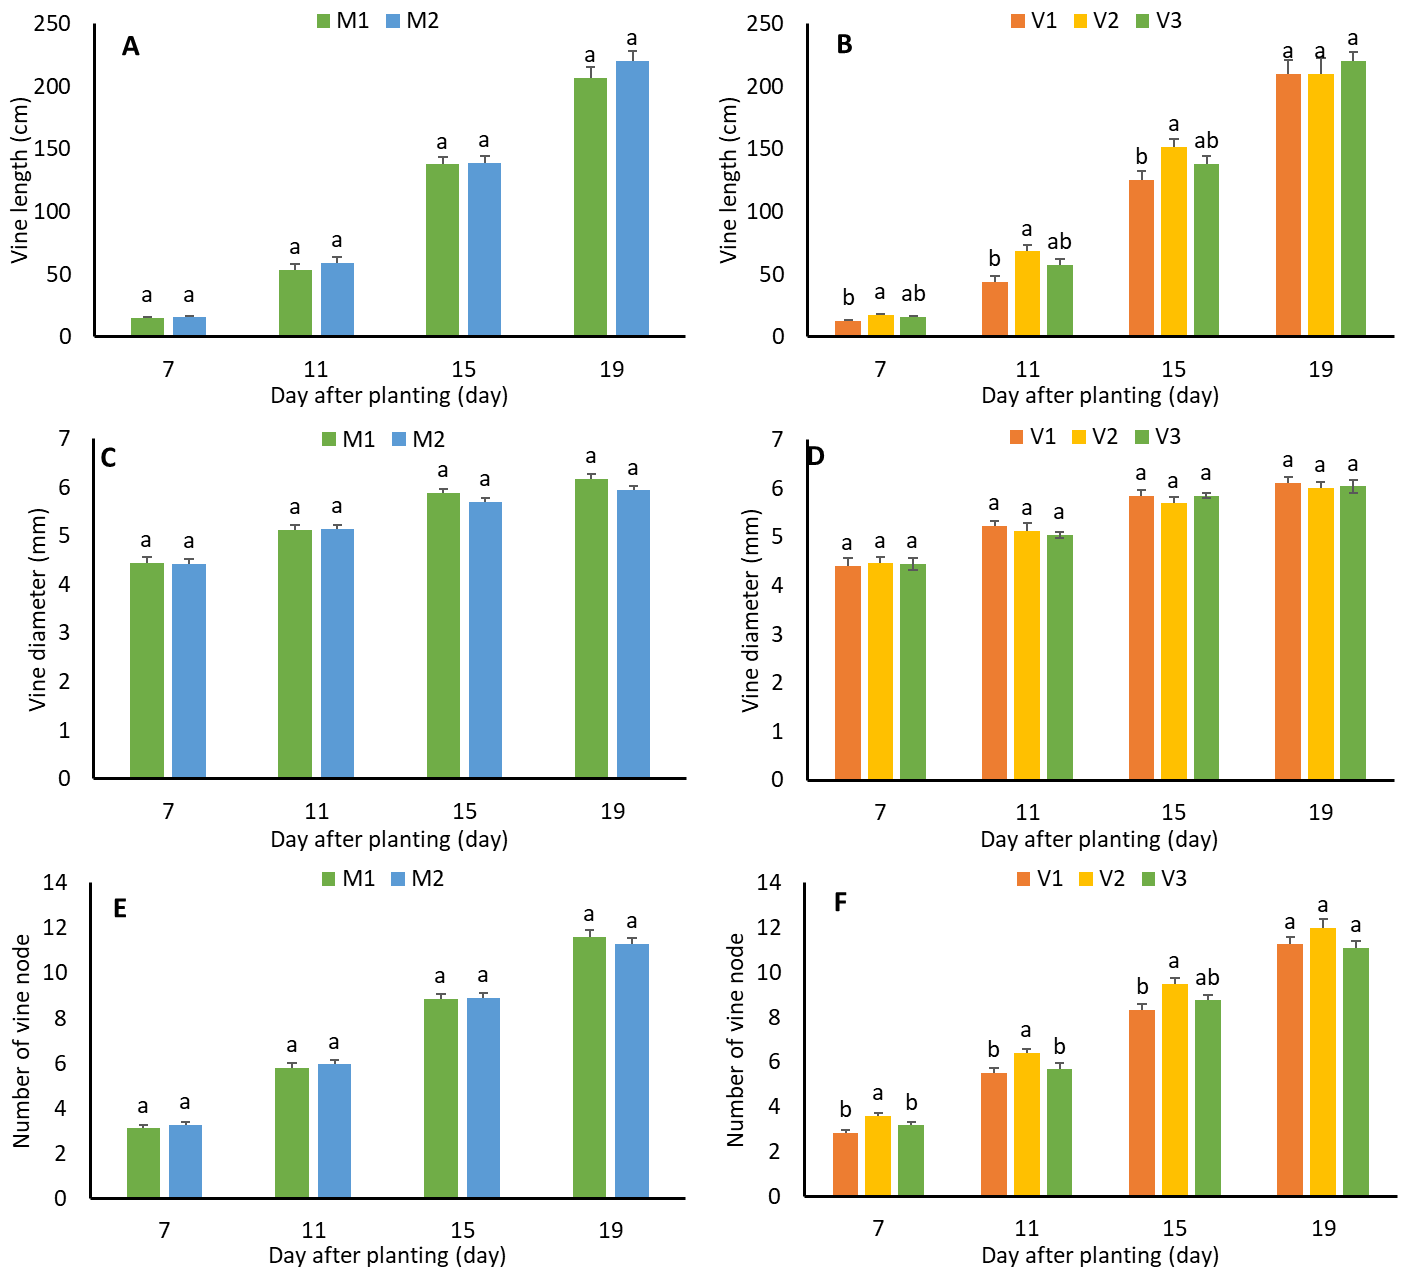 M1 M2
A
250
200
150
100
50
0
Vine length (cm)
a a a a a a a a
7 11 15 19
Day after planting (day)
V1 V2 V3
B
250
200
150
100
50
0
Vine length (cm)
b a ab b a ab b a ab a a a
7 11 15 19
Day after planting (day)
M1 M2
C
7
6
5
4
3
2
1
0
Vine diameter (mm)
a a a a a a a a
7 11 15 19
Day after planting (day)
V1 V2 V3
D
7
6
5
4
3
2
1
0
Vine diameter (mm)
a a a a a a a a a a a a
7 11 15 19
Day after planting (day)
M1 M2
E
14
12
10
8
6
4
2
0
Number of vine node
a a a a a a a a
7 11 15 19
Day after planting (day)
V1 V2 V3
F
14
12
10
8
6
4
2
0
Number of vine node
b a b b a b b a ab a a a
7 11 15 19
Day after planting (day)